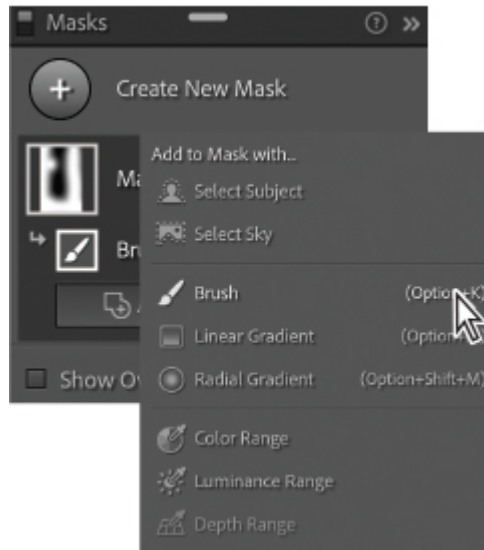 Masks
Create New Mask
Add to Mask with...
Select Subject
Select Sky
Brush
Linear Gradient
Radial Gradient (Option+Shift+M)
Color Range
Luminance Range
Depth Range
Show